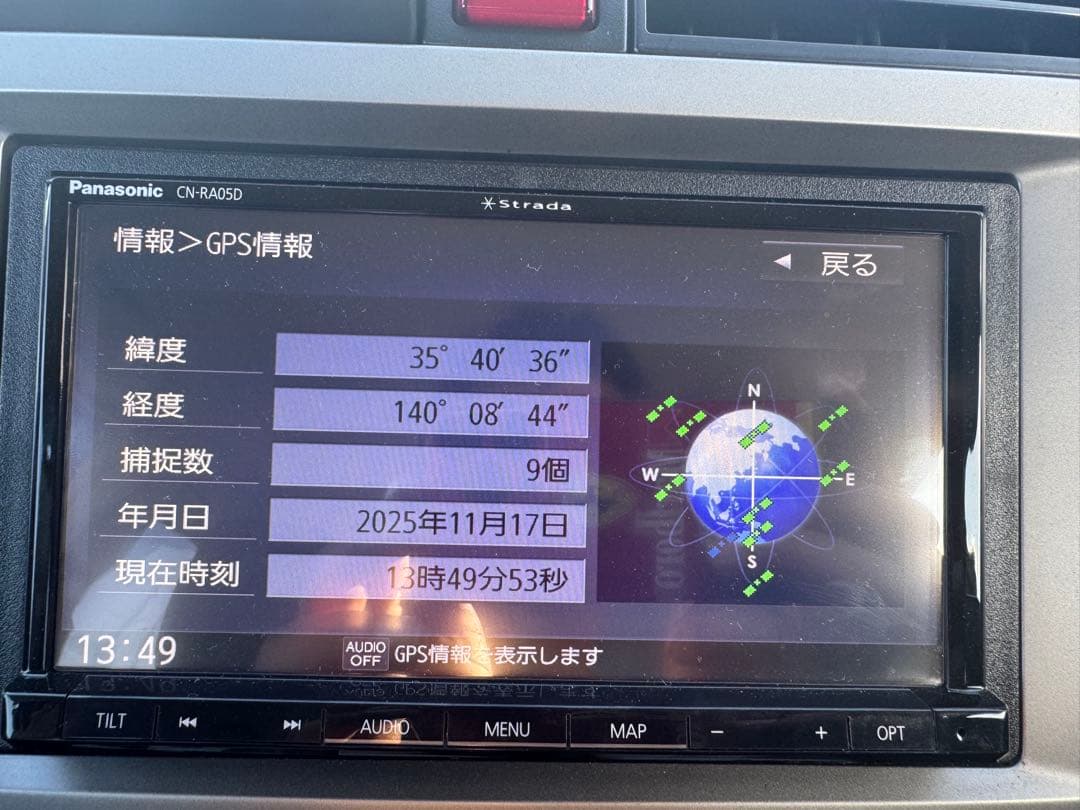 Panasonic CN-RA05D
Strada
情報＞GPS情報
◀ 戻る
緯度 35° 40′ 36″
経度 140° 08′ 44″
捕捉数 9個
年月日 2025年11月17日
現在時刻 13時49分53秒
N
W
E
S
13:49
AUDIO OFF GPS情報を表示します
TILT
AUDIO
MENU
MAP
−
+
OPT